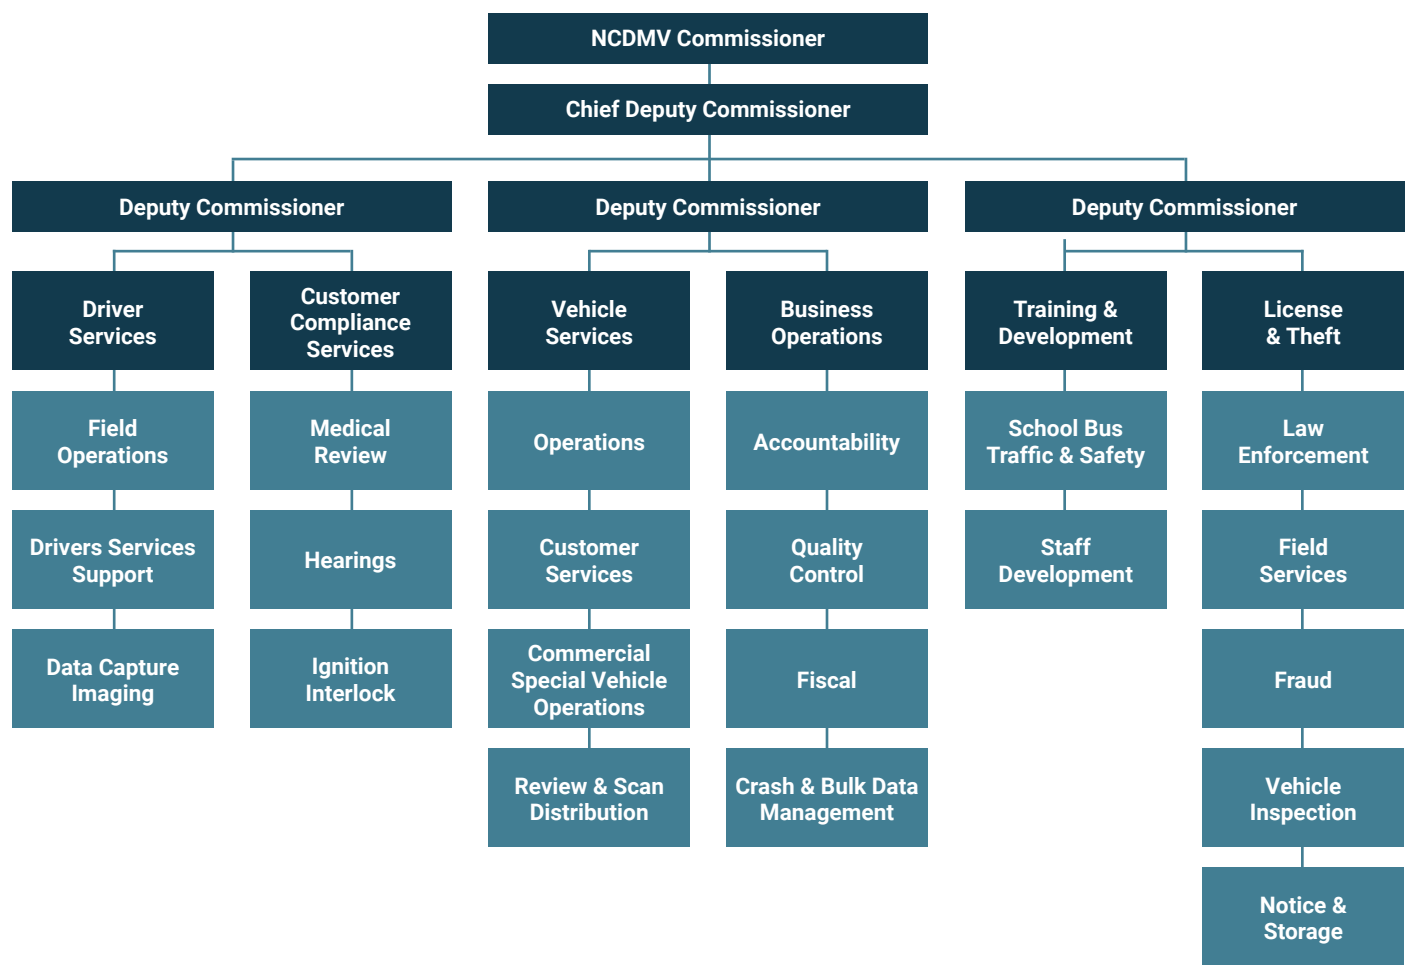 NCDMV Commissioner
Chief Deputy Commissioner
Deputy Commissioner
Deputy Commissioner
Deputy Commissioner
Driver
Services
Customer
Compliance
Services
Vehicle
Services
Business
Operations
Training &
Development
License
& Theft
Field
Operations
Medical
Review
Operations
Accountability
School Bus
Traffic & Safety
Law
Enforcement
Drivers Services
Support
Hearings
Customer
Services
Quality
Control
Staff
Development
Field
Services
Data Capture
Imaging
Ignition
Interlock
Commercial
Special Vehicle
Operations
Fiscal
Fraud
Review & Scan
Distribution
Crash & Bulk Data
Management
Vehicle
Inspection
Notice &
Storage